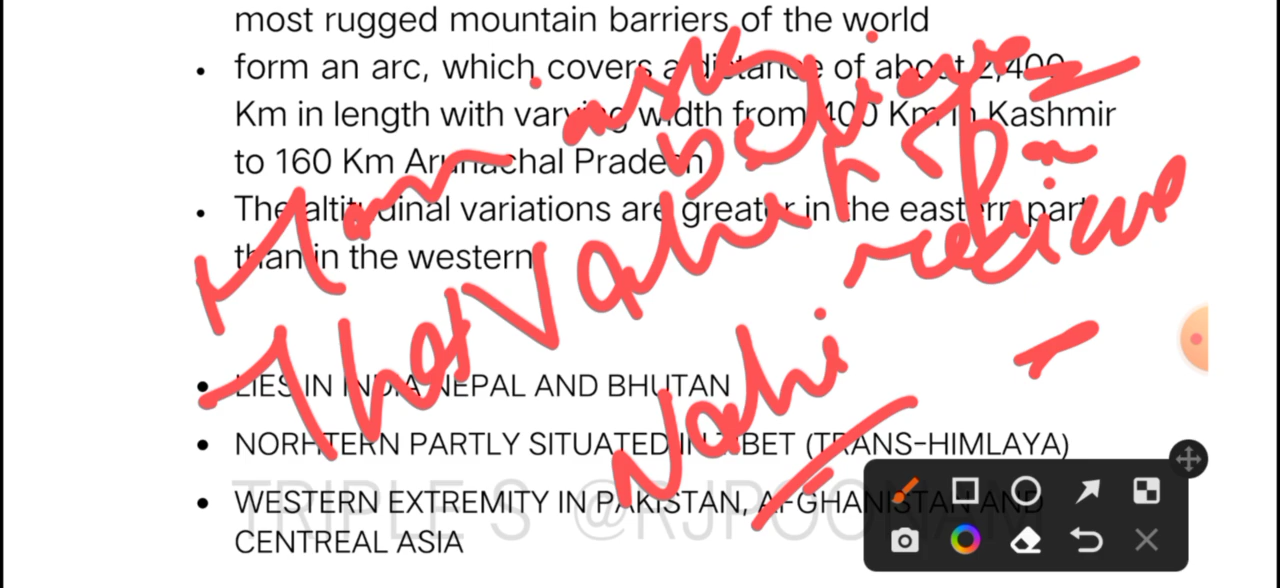 most rugged mountain barriers of the world
• form an arc, which covers a distance of about 2,400
Km in length with varying width from 400 Km in Kashmir
to 160 Km Arunachal Pradesh
• The altitudinal variations are greater in the eastern part
than in the western
• LIES IN INDIA NEPAL AND BHUTAN
• NORHTERN PARTLY SITUATED IN TIBET (TRANS-HIMLAYA)
• WESTERN EXTREMITY IN PAKISTAN, AFGHANISTAN AND
CENTREAL ASIA
TRIPLE S @RJPOONAM
Nahi